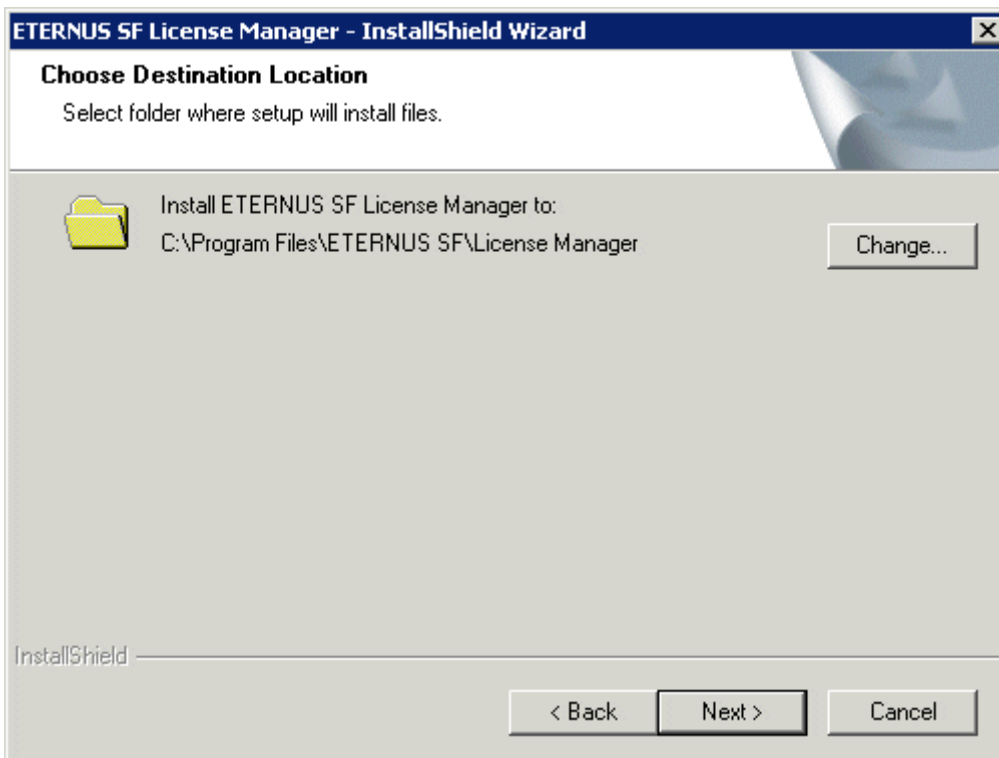 ETERNUS SF License Manager - InstallShield Wizard
Choose Destination Location
Select folder where setup will install files.
Install ETERNUS SF License Manager to:
C:\Program Files\ETERNUS SF\License Manager
Change...
InstallShield
< Back
Next >
Cancel